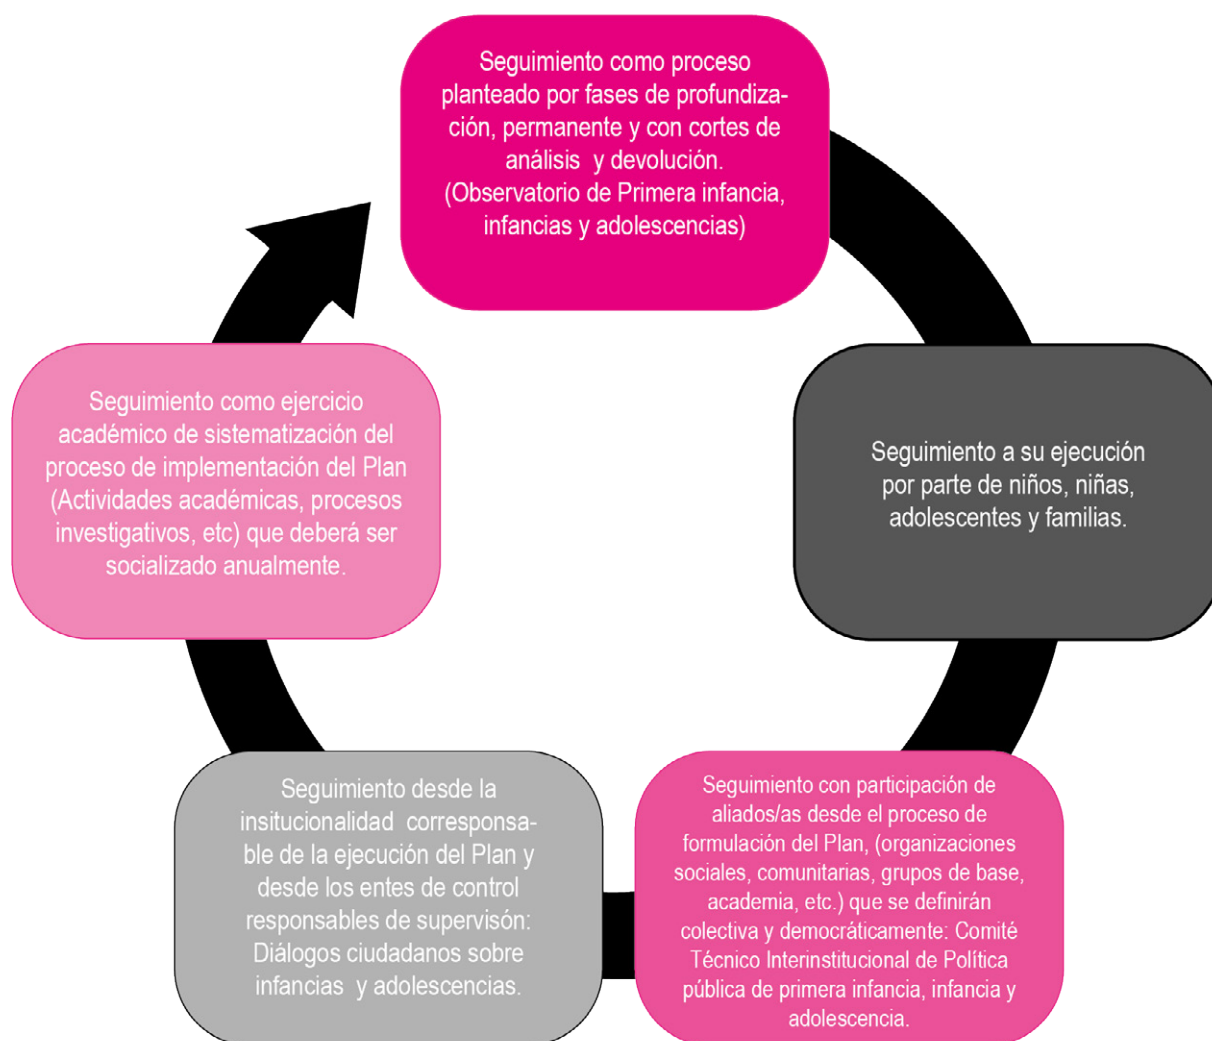 Seguimiento como proceso
planteado por fases de profundiza-
ción, permanente y con cortes de
análisis y devolución.
(Observatorio de Primera infancia,
infancias y adolescencias)
Seguimiento a su ejecución
por parte de niños, niñas,
adolescentes y familias.
Seguimiento con participación de
aliados/as desde el proceso de
formulación del Plan, (organizaciones
sociales, comunitarias, grupos de base,
academia, etc.) que se definirán
colectiva y democráticamente: Comité
Técnico Interinstitucional de Política
pública de primera infancia, infancia y
adolescencia.
Seguimiento desde la
insitucionalidad corresponsa-
ble de la ejecución del Plan y
desde los entes de control
responsables de supervisón:
Diálogos ciudadanos sobre
infancias y adolescencias.
Seguimiento como ejercicio
académico de sistematización del
proceso de implementación del Plan
(Actividades académicas, procesos
investigativos, etc) que deberá ser
socializado anualmente.